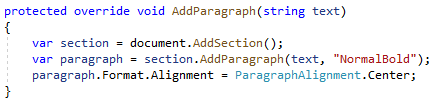 protected override void AddParagraph(string text)
{
    var section = document.AddSection();
    var paragraph = section.AddParagraph(text, "NormalBold");
    paragraph.Format.Alignment = ParagraphAlignment.Center;
}